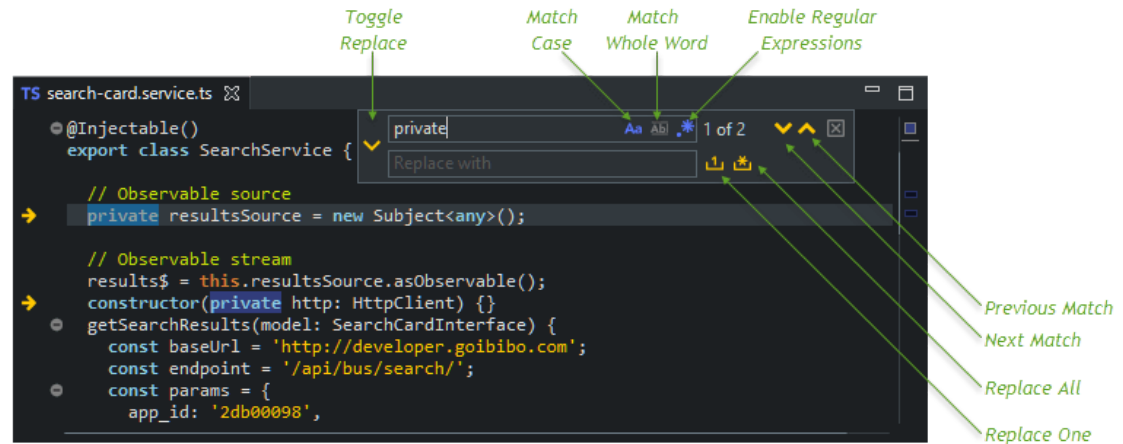 Toggle
Replace
Match
Case
Match
Whole Word
Enable Regular
Expressions
TS search-card.service.ts
@Injectable()
export class SearchService {
private
Aa Ab .* 1 of 2
Replace with
1 *
// Observable source
private resultsSource = new Subject<any>();
// Observable stream
results$ = this.resultsSource.asObservable();
constructor(private http: HttpClient) {}
getSearchResults(model: SearchCardInterface) {
const baseUrl = 'http://developer.goibibo.com';
const endpoint = '/api/bus/search/';
const params = {
app_id: '2db00098',
Previous Match
Next Match
Replace All
Replace One